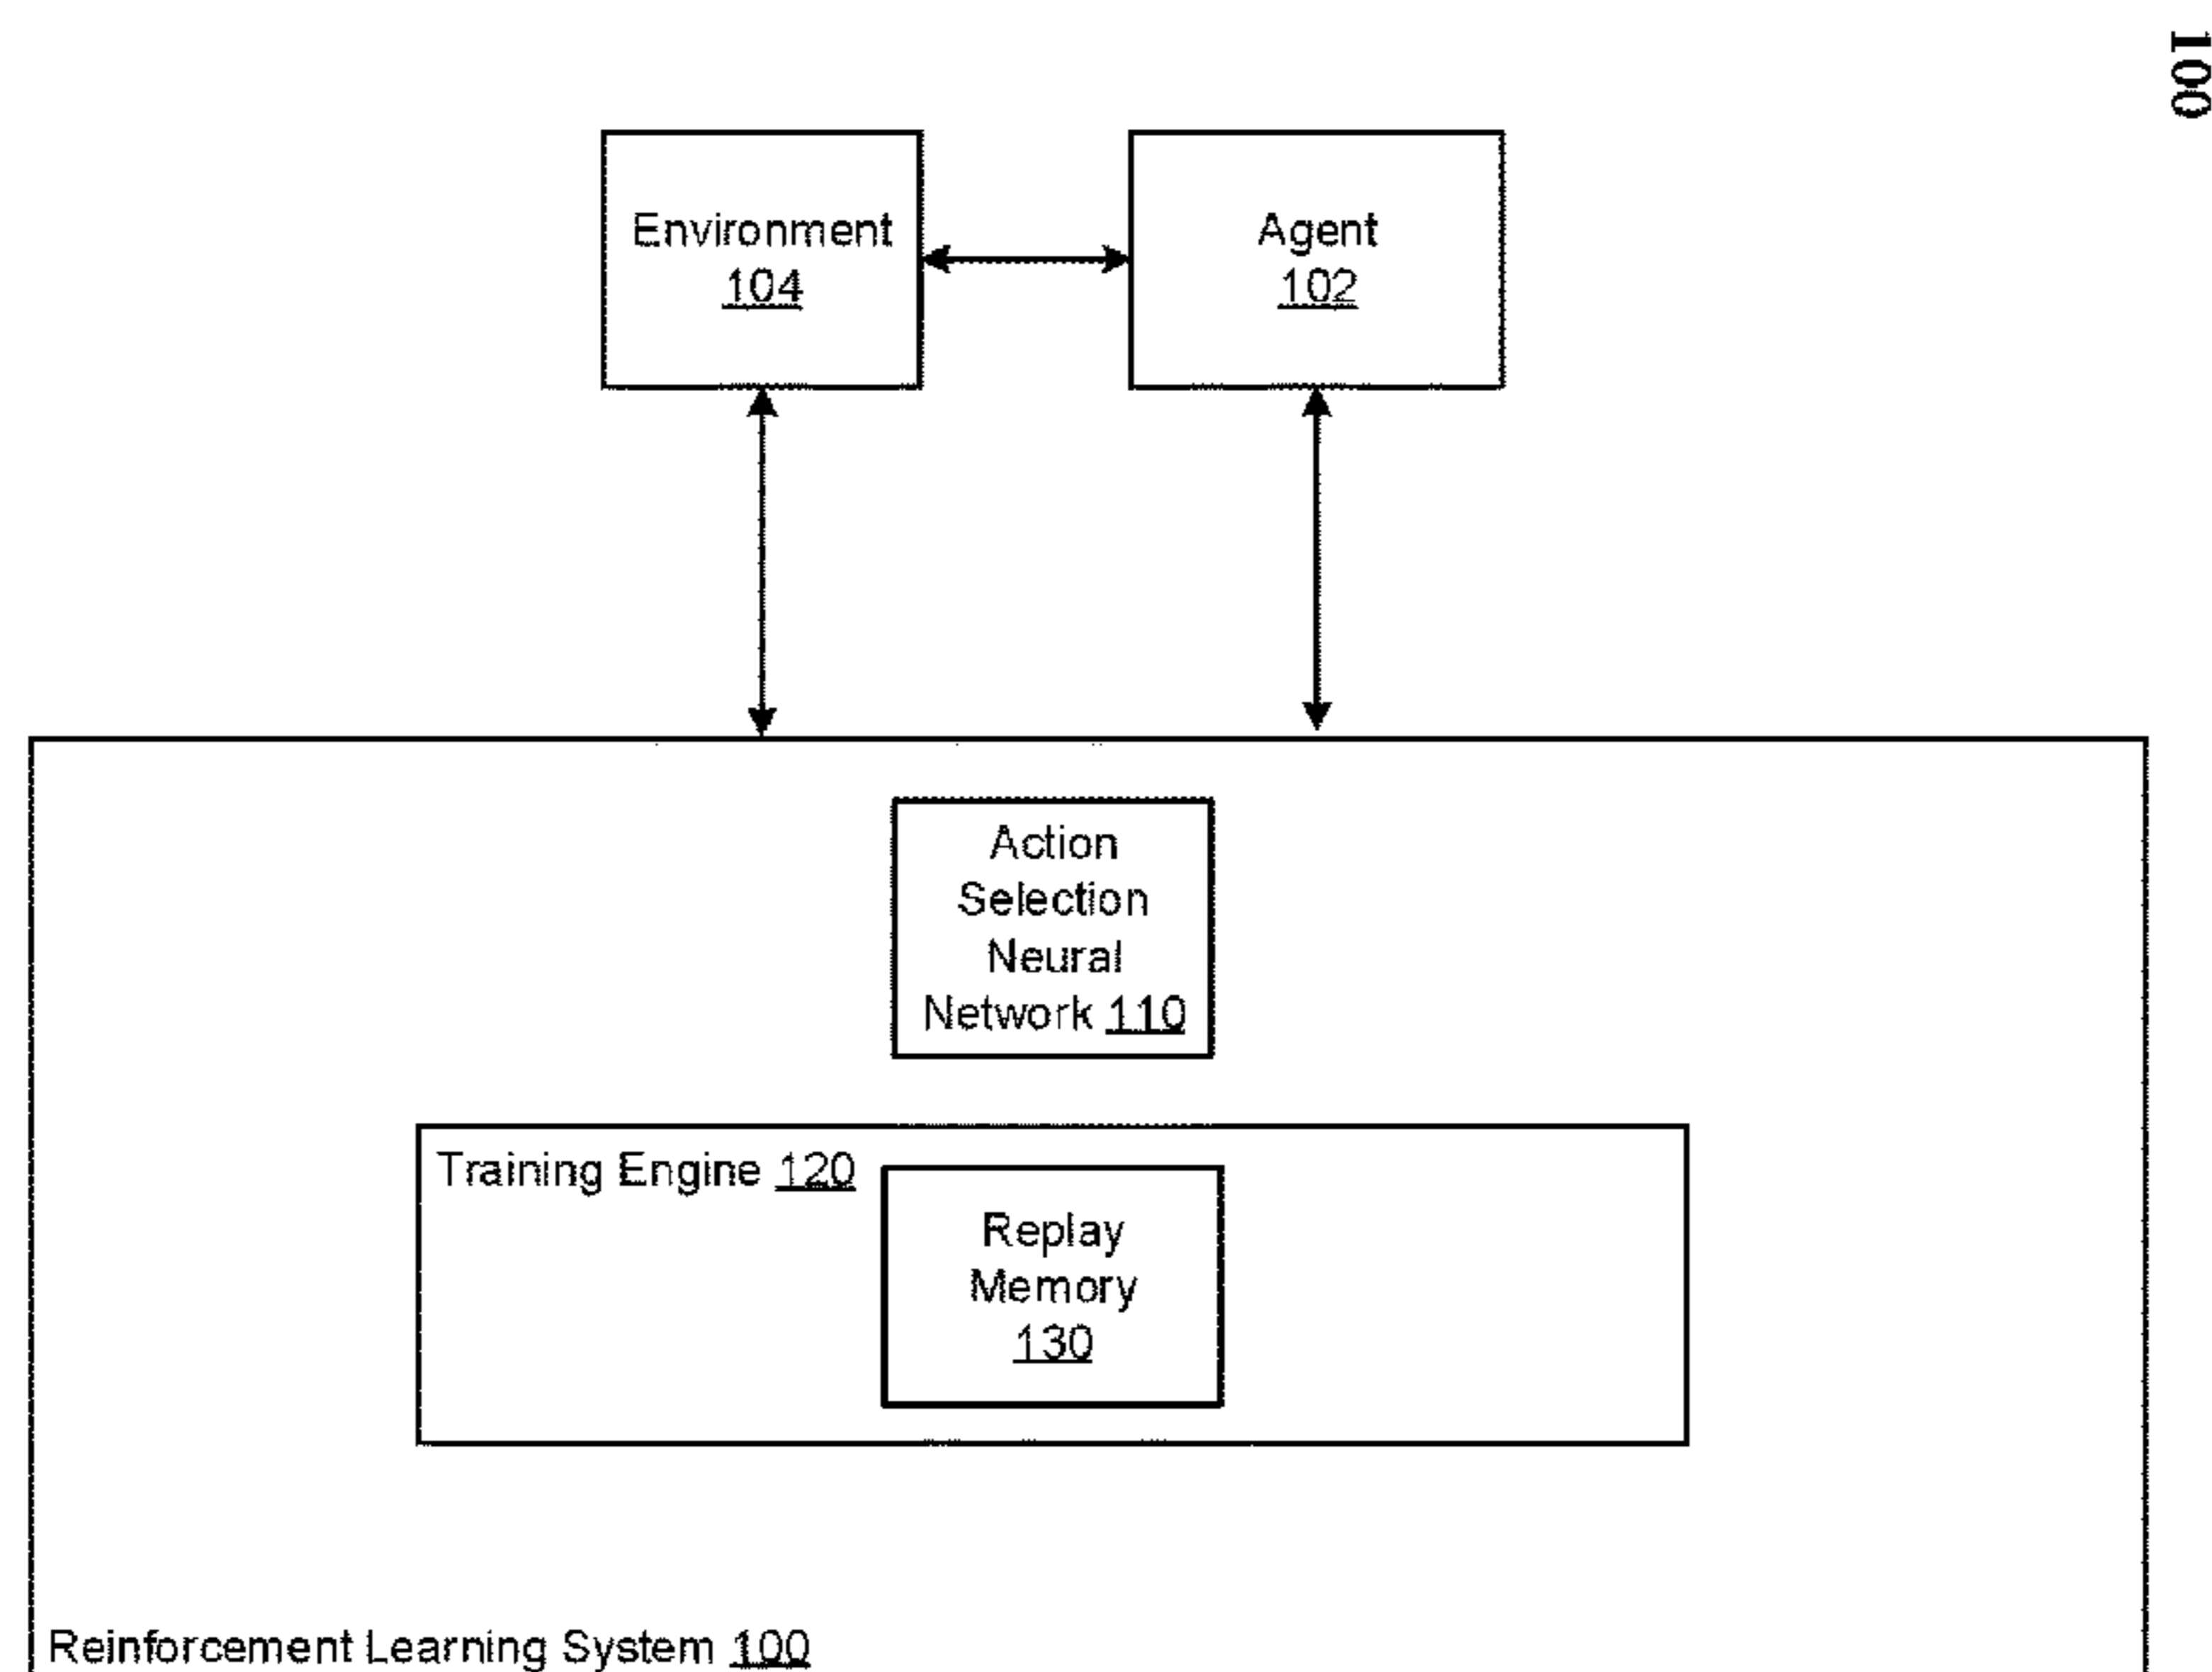 100
Environment
104
Agent
102
Action
Selection
Neural
Network 110
Training Engine 120
Replay
Memory
130
Reinforcement Learning System 100